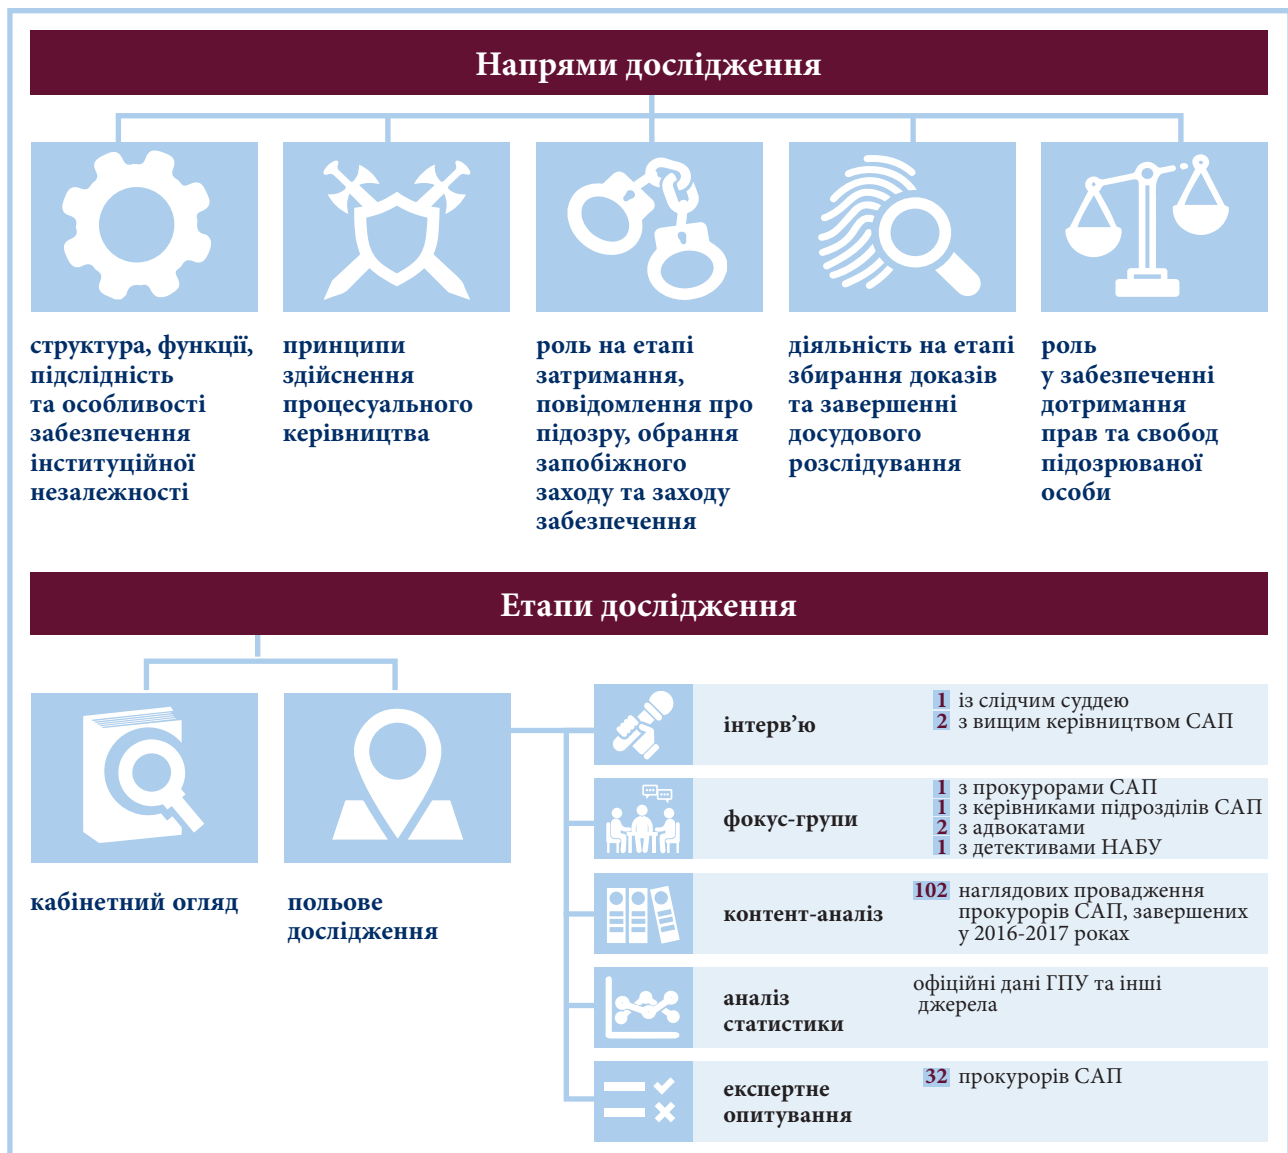 Напрями дослідження
структура, функції,
підслідність
та особливості
забезпечення
інституційної
незалежності
принципи
здійснення
процесуального
керівництва
роль на етапі
затримання,
повідомлення про
підозру, обрання
запобіжного
заходу та заходу
забезпечення
діяльність на етапі
збирання доказів
та завершенні
досудового
розслідування
роль
у забезпеченні
дотримання
прав та свобод
підозрюваної
особи
Етапи дослідження
кабінетний огляд
польове
дослідження
інтерв’ю
1 із слідчим суддею
2 з вищим керівництвом САП
фокус-групи
1 з прокурорами САП
1 з керівниками підрозділів САП
2 з адвокатами
1 з детективами НАБУ
контент-аналіз
102 наглядових провадження
прокурорів САП, завершених
у 2016-2017 роках
аналіз
статистики
офіційні дані ГПУ та інші
джерела
експертне
опитування
32 прокурорів САП